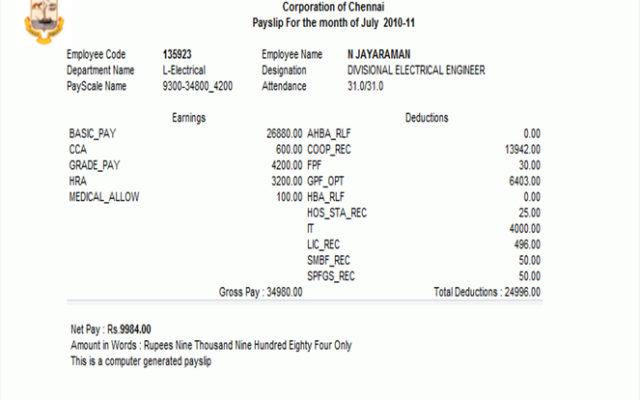 Corporation of Chennai
Payslip For the month of July 2010-11
Employee Code 135923 Employee Name N JAYARAMAN
Department Name L-Electrical Designation DIVISIONAL ELECTRICAL ENGINEER
PayScale Name 9300-34800_4200 Attendance 31.0/31.0
Earnings Deductions
BASIC_PAY 26880.00 AHBA_RLF 0.00
CCA 600.00 COOP_REC 13942.00
GRADE_PAY 4200.00 FPF 30.00
HRA 3200.00 GPF_OPT 6403.00
MEDICAL_ALLOW 100.00 HBA_RLF 0.00
HOS_STA_REC 25.00
IT 4000.00
LIC_REC 496.00
SMBF_REC 50.00
SPFGS_REC 50.00
Gross Pay : 34980.00 Total Deductions : 24996.00
Net Pay : Rs.9984.00
Amount in Words : Rupees Nine Thousand Nine Hundred Eighty Four Only
This is a computer generated payslip